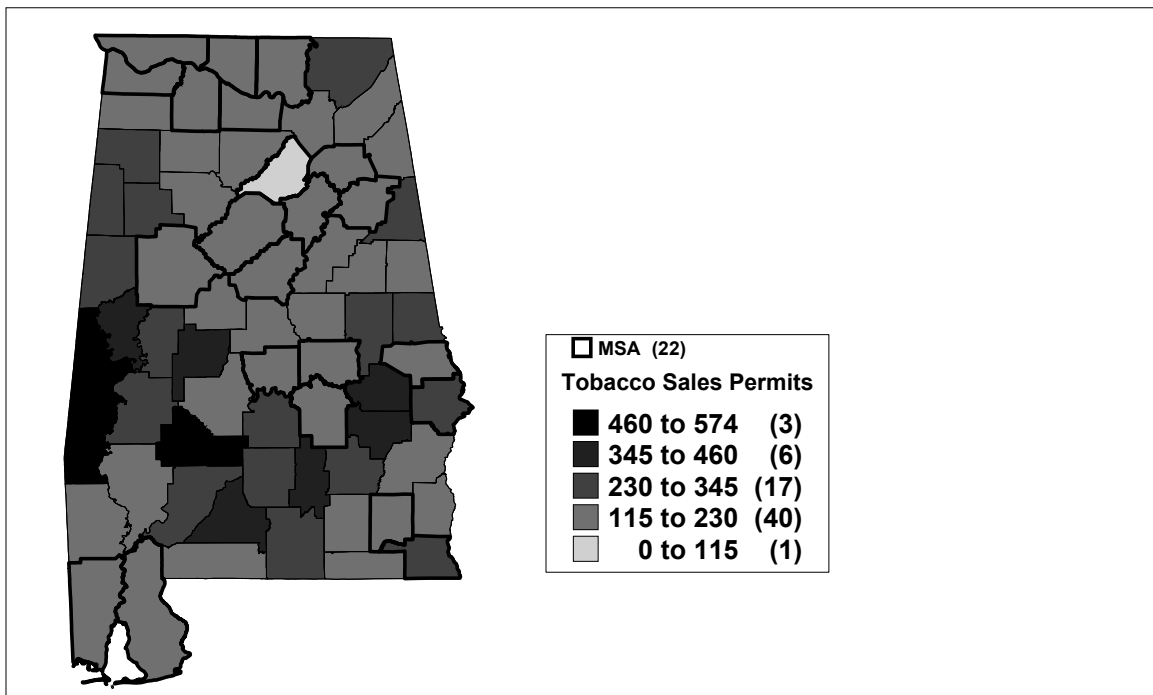 MSA (22)
Tobacco Sales Permits
460 to 574 (3)
345 to 460 (6)
230 to 345 (17)
115 to 230 (40)
0 to 115 (1)